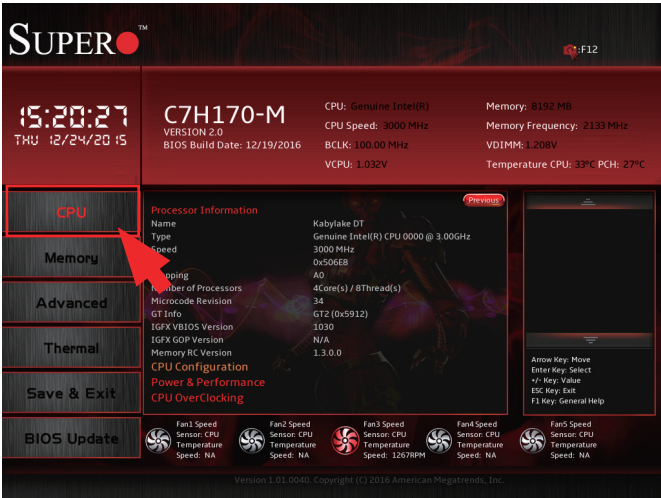 SUPER
TM
:F12
15:20:27
THU 12/24/2015
C7H170-M
VERSION 2.0
BIOS Build Date: 12/19/2016
CPU: Genuine Intel(R)
CPU Speed: 3000 MHz
BCLK: 100.00 MHz
VCPU: 1.032V
Memory: 8192 MB
Memory Frequency: 2133 MHz
VDIMM: 1.208V
Temperature CPU: 33ºC PCH: 27ºC
CPU
Memory
Advanced
Thermal
Save & Exit
BIOS Update
Previous
Processor Information
Name Kabylake DT
Type Genuine Intel(R) CPU 0000 @ 3.00GHz
Speed 3000 MHz
0x506E8
A0
Number of Processors 4Core(s) / 8Thread(s)
Microcode Revision 34
GT Info GT2 (0x5912)
IGFX VBIOS Version 1030
IGFX GOP Version N/A
Memory RC Version 1.3.0.0
CPU Configuration
Power & Performance
CPU OverClocking
Arrow Key: Move
Enter Key: Select
+/- Key: Value
ESC Key: Exit
F1 Key: General Help
Fan1 Speed
Sensor: CPU
Temperature
Speed: NA
Fan2 Speed
Sensor: CPU
Temperature
Speed: NA
Fan3 Speed
Sensor: CPU
Temperature
Speed: 1267RPM
Fan4 Speed
Sensor: CPU
Temperature
Speed: NA
Fan5 Speed
Sensor: CPU
Temperature
Speed: NA
Version 1.01.0040. Copyright (C) 2016 American Megatrends, Inc.